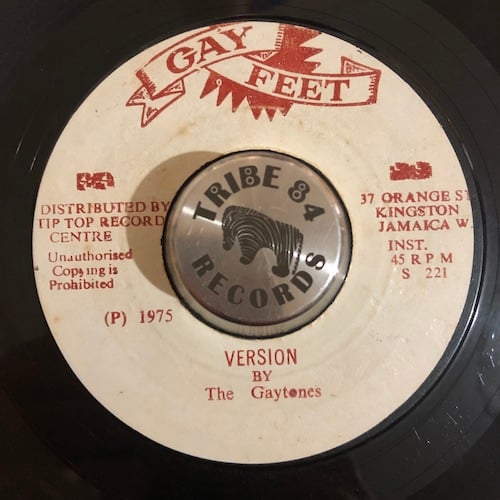 GAY
FEET
DISTRIBUTED BY
TIP TOP RECORD
CENTRE
Unauthorised
Copying is
Prohibited
(P) 1975
TRIBE 84
RECORDS
37 ORANGE ST
KINGSTON
JAMAICA W.
INST.
45 R P M
S 221
VERSION
BY
The Gaytones